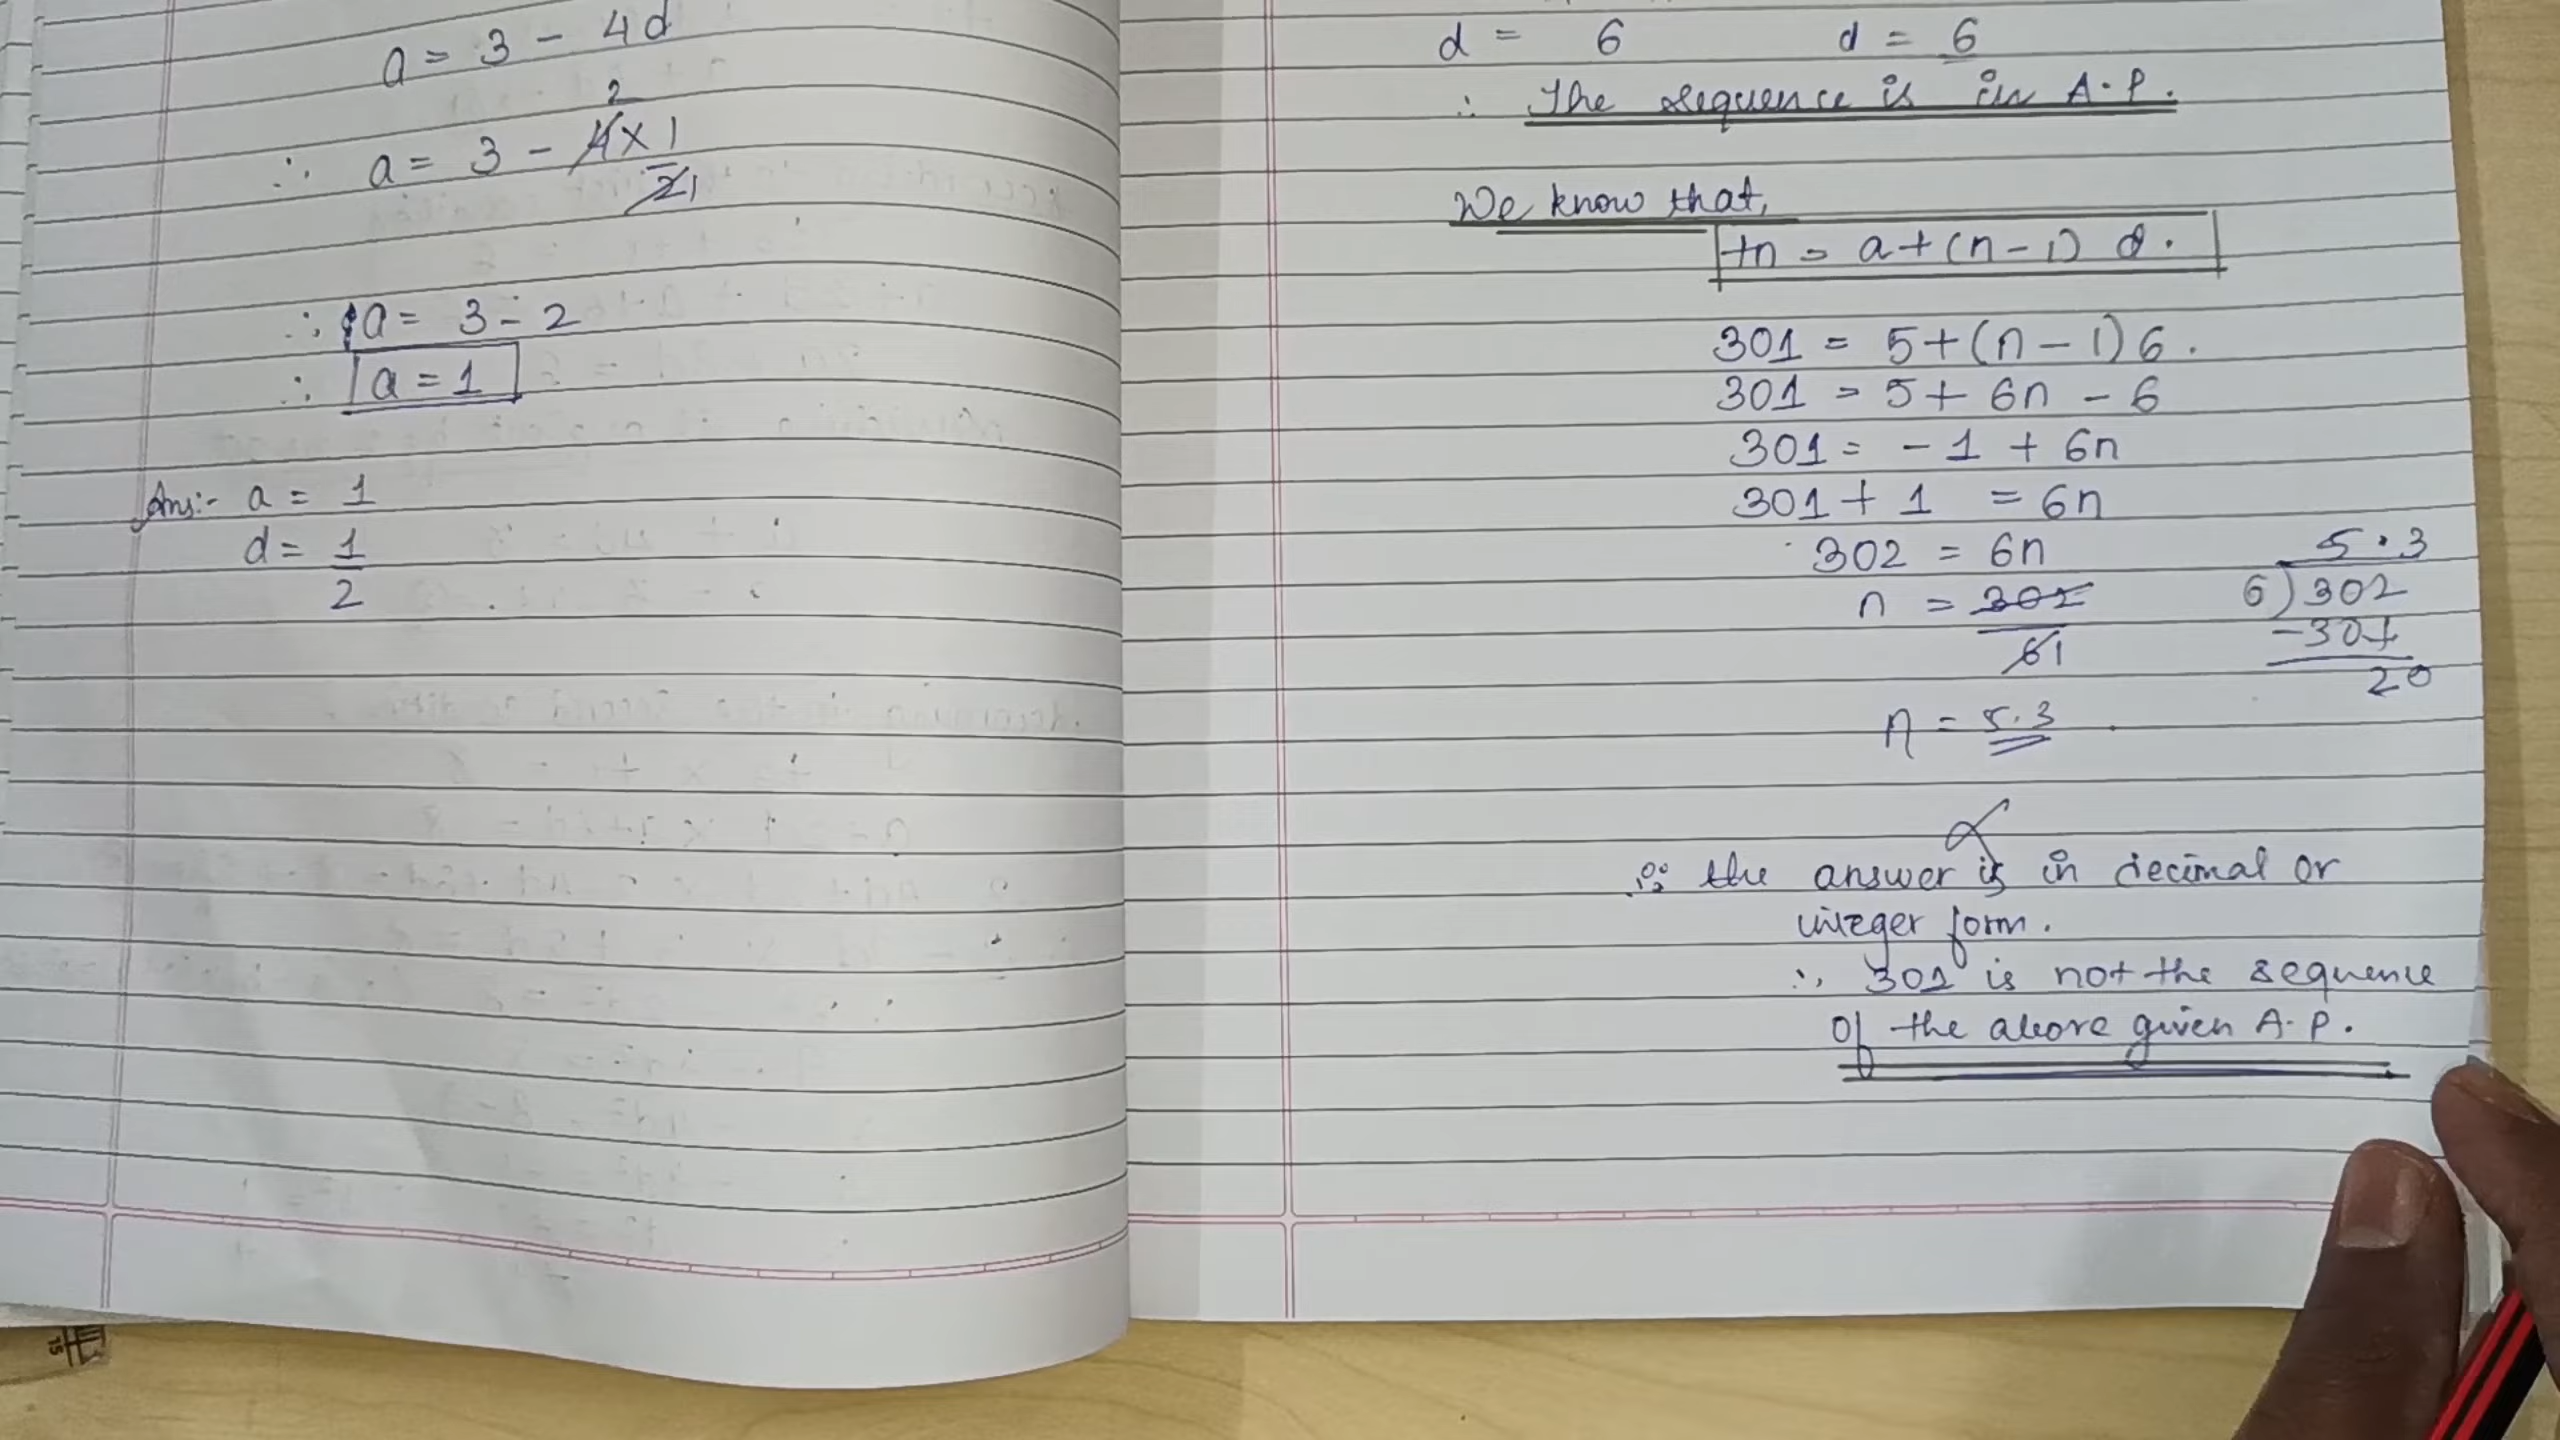 a = 3 - 4d
2
∴ a = 3 - 4 × 1
2 1
∴ a = 3 - 2
∴ a = 1
Ans:- a = 1
d = 1
2
d = 6 d = 6
∴ The sequence is in A.P.
We know that,
tn = a + (n - 1) d.
301 = 5 + (n - 1) 6.
301 = 5 + 6n - 6
301 = - 1 + 6n
301 + 1 = 6n
302 = 6n
n = 302
6 1
n = 5.3
5.3
6 ) 302
- 301
20
∴ the answer is in decimal or
integer form.
∴ 301 is not the sequence
of the above given A.P.